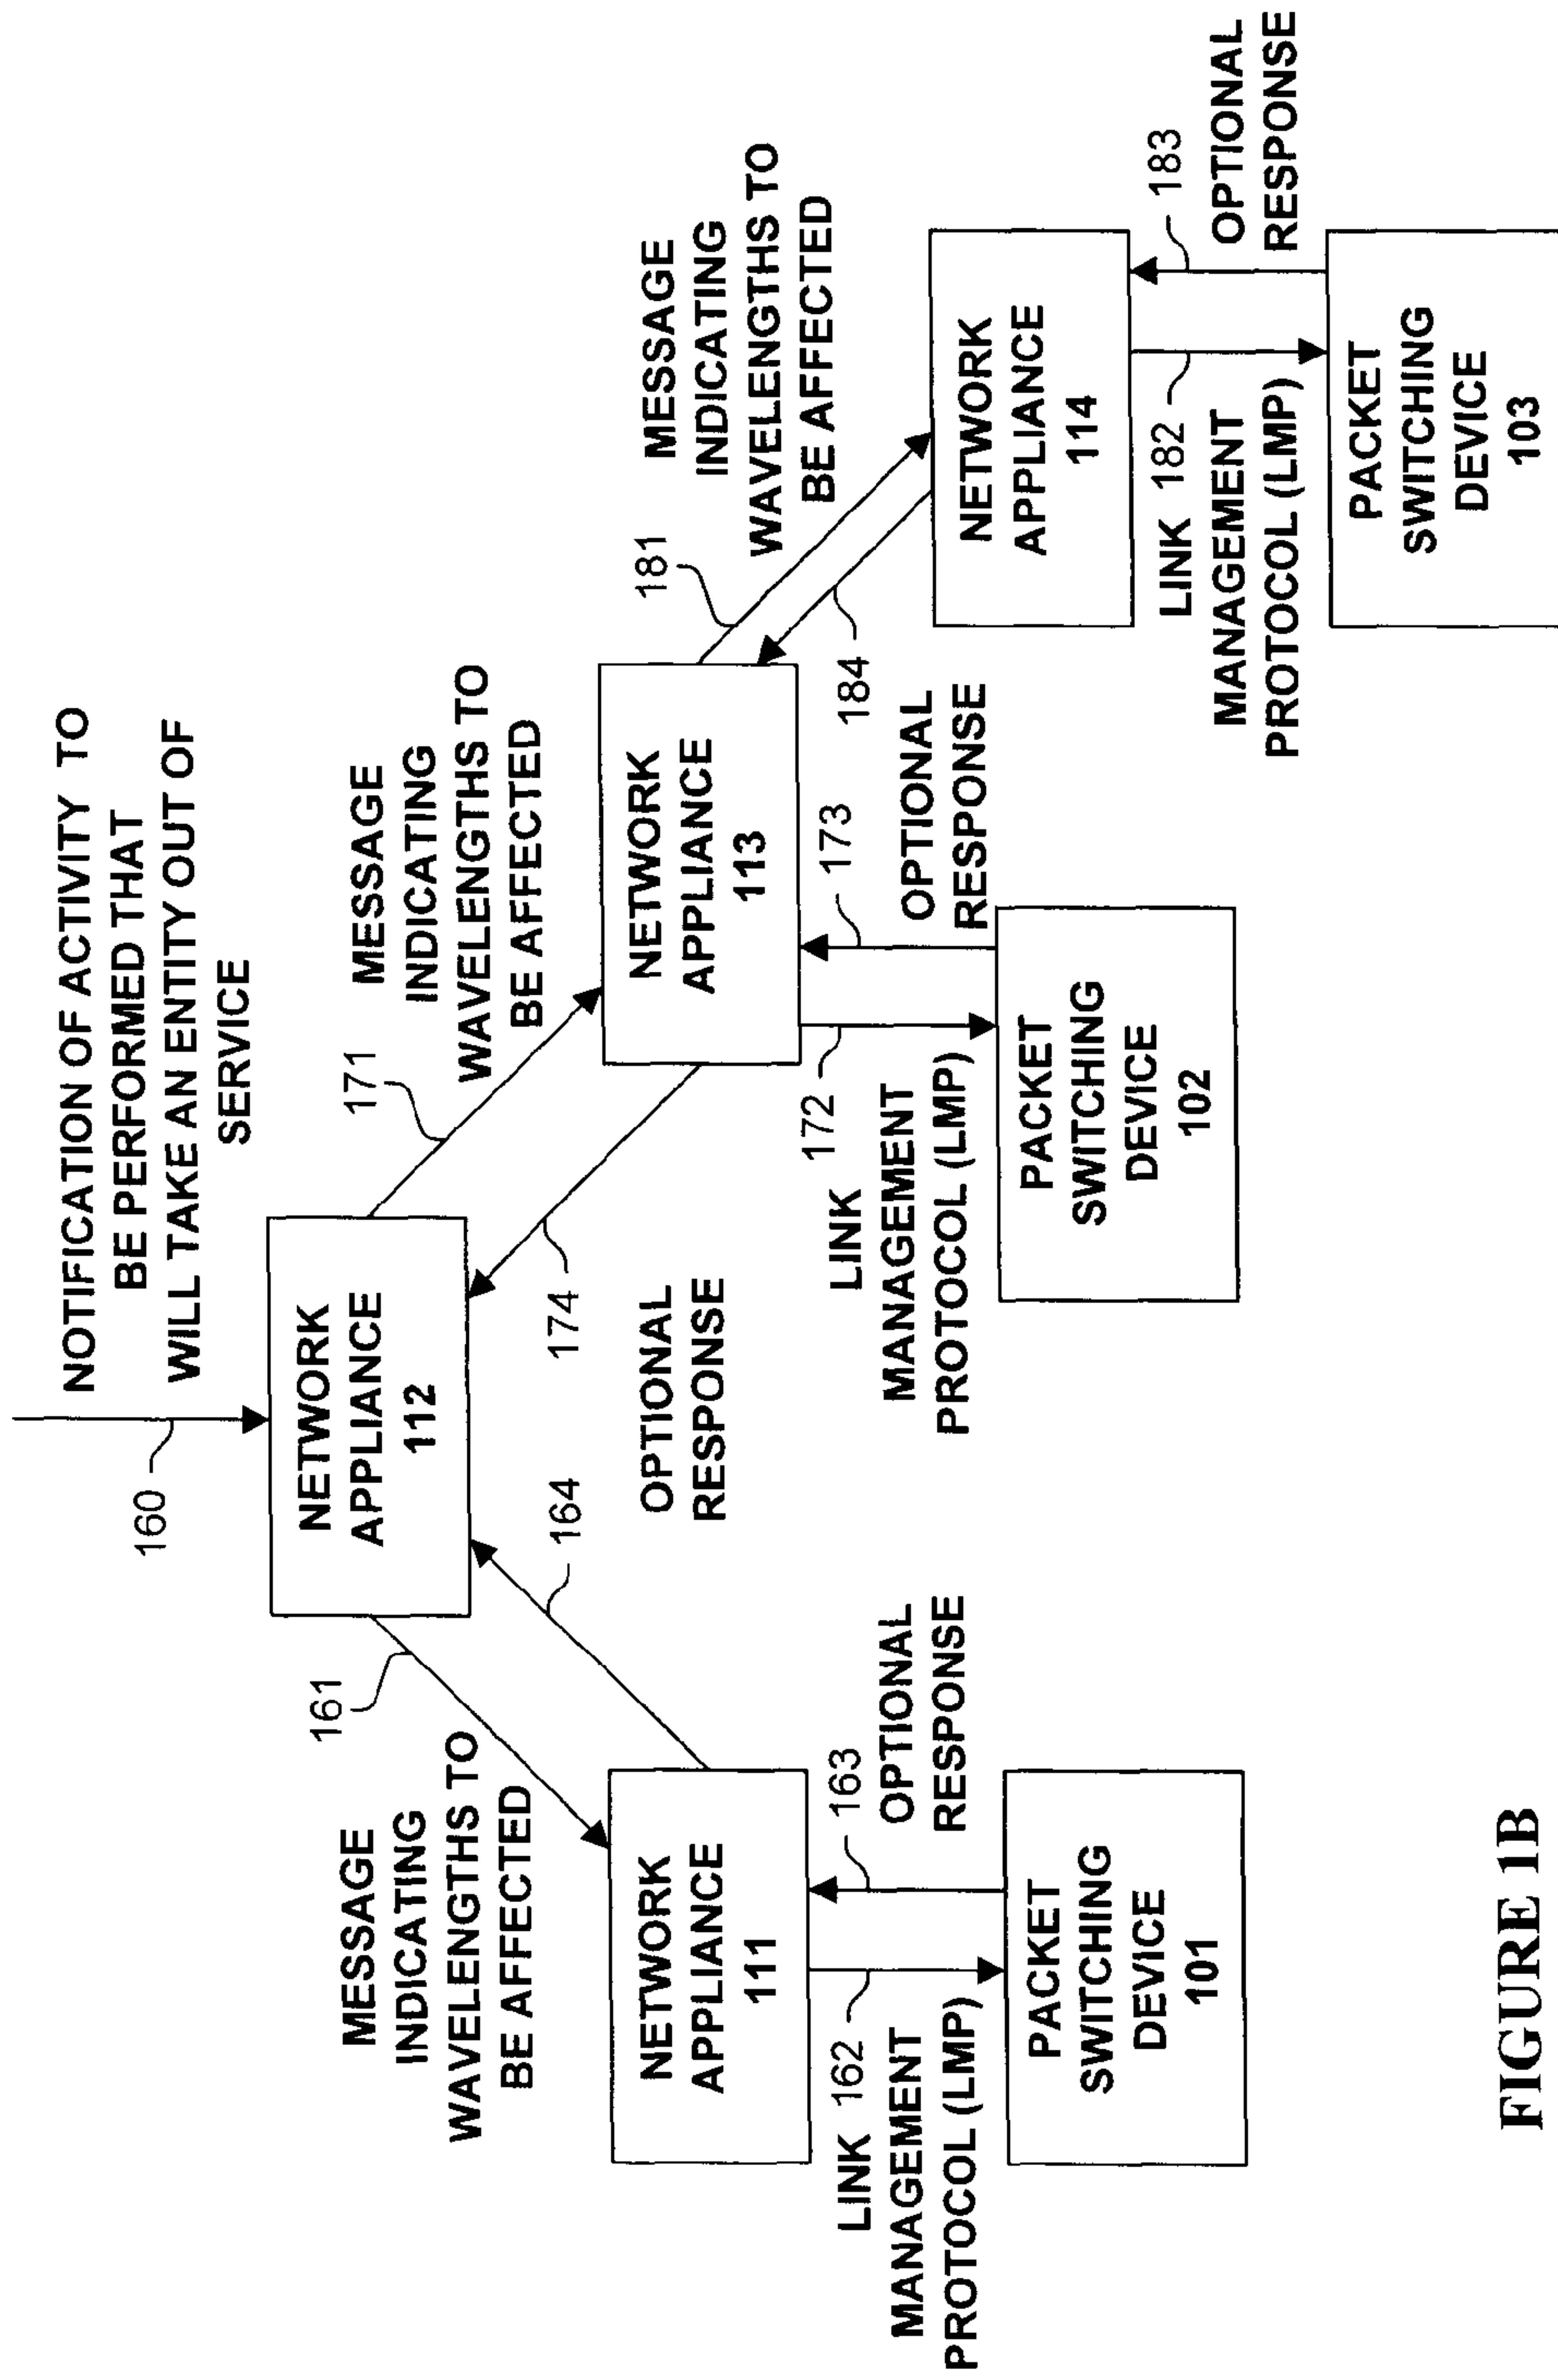 NOTIFICATION OF ACTIVITY TO
BE PERFORMED THAT
WILL TAKE AN ENTITY OUT OF
SERVICE
160
NETWORK
APPLIANCE
112
161
MESSAGE
INDICATING
WAVELENGTHS TO
BE AFFECTED
164
171
MESSAGE
INDICATING
WAVELENGTHS TO
BE AFFECTED
174
OPTIONAL
RESPONSE
NETWORK
APPLIANCE
111
LINK
MANAGEMENT
PROTOCOL (LMP)
162
163
OPTIONAL
RESPONSE
PACKET
SWITCHING
DEVICE
101
NETWORK
APPLIANCE
113
LINK
MANAGEMENT
PROTOCOL (LMP)
172
173
OPTIONAL
RESPONSE
PACKET
SWITCHING
DEVICE
102
181
MESSAGE
INDICATING
WAVELENGTHS TO
BE AFFECTED
184
NETWORK
APPLIANCE
114
LINK
MANAGEMENT
PROTOCOL (LMP)
182
183
OPTIONAL
RESPONSE
PACKET
SWITCHING
DEVICE
103
FIGURE 1B